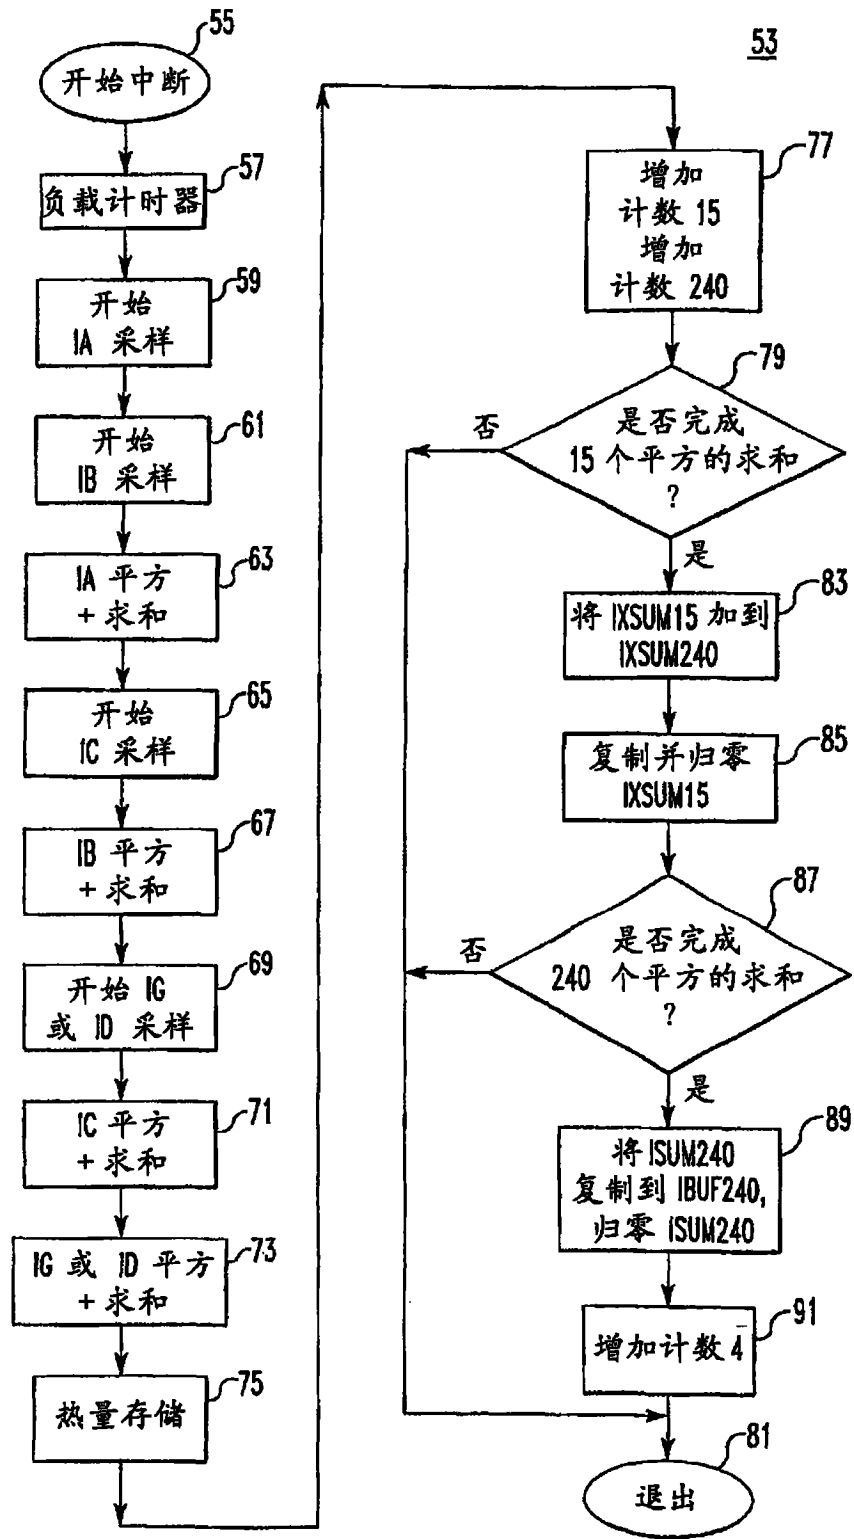 53
55
开始中断
57
负载计时器
59
开始
IA 采样
61
开始
IB 采样
63
IA 平方
+ 求和
65
开始
IC 采样
67
IB 平方
+ 求和
69
开始 IG
或 ID 采样
71
IC 平方
+ 求和
73
IG 或 ID 平方
+ 求和
75
热量存储
77
增加
计数 15
增加
计数 240
79
是否完成
15 个平方的求和
?
否
是
83
将 IXSUM15 加到
IXSUM240
85
复制并归零
IXSUM15
87
是否完成
240 个平方的求和
?
否
是
89
将 ISUM240
复制到 IBUF240,
归零 ISUM240
91
增加计数 4
81
退出